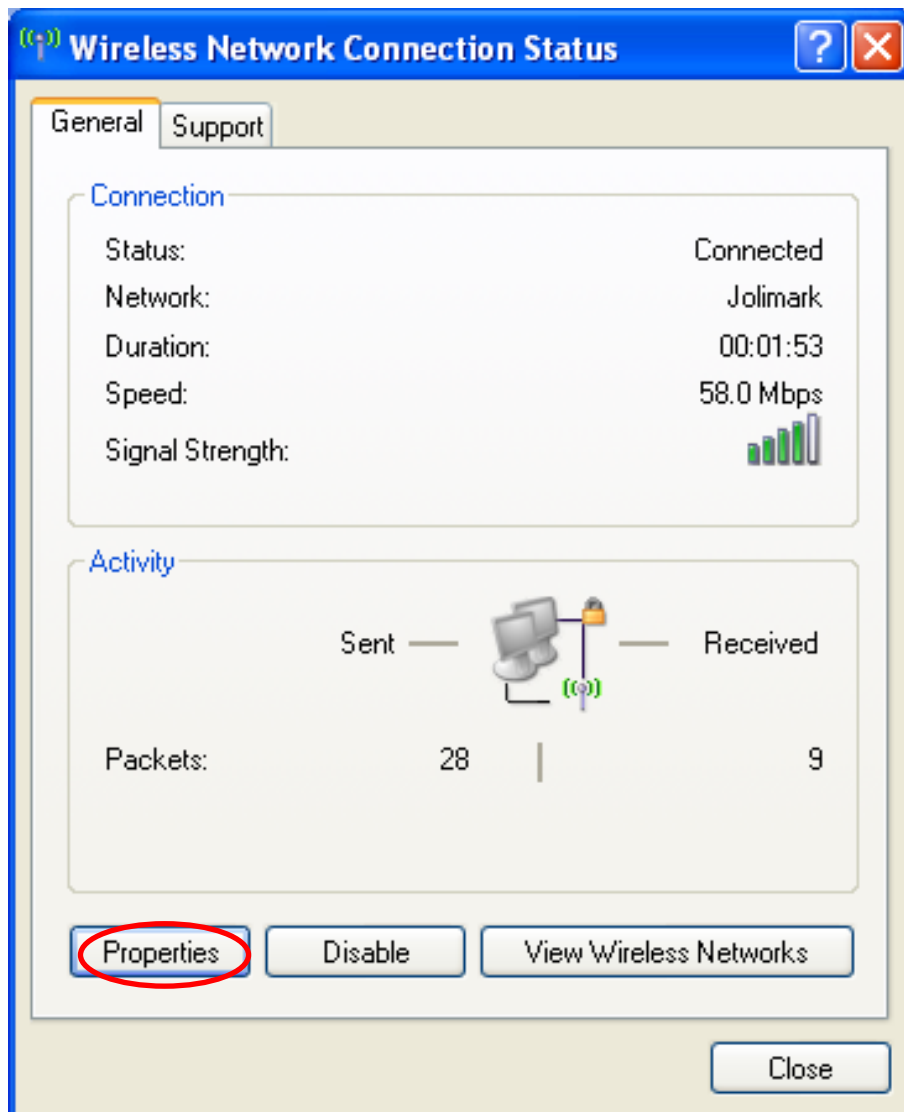 Wireless Network Connection Status
General Support
Connection
Status: Connected
Network: Jolimark
Duration: 00:01:53
Speed: 58.0 Mbps
Signal Strength:
Activity
Sent Received
Packets: 28 9
Properties Disable View Wireless Networks
Close